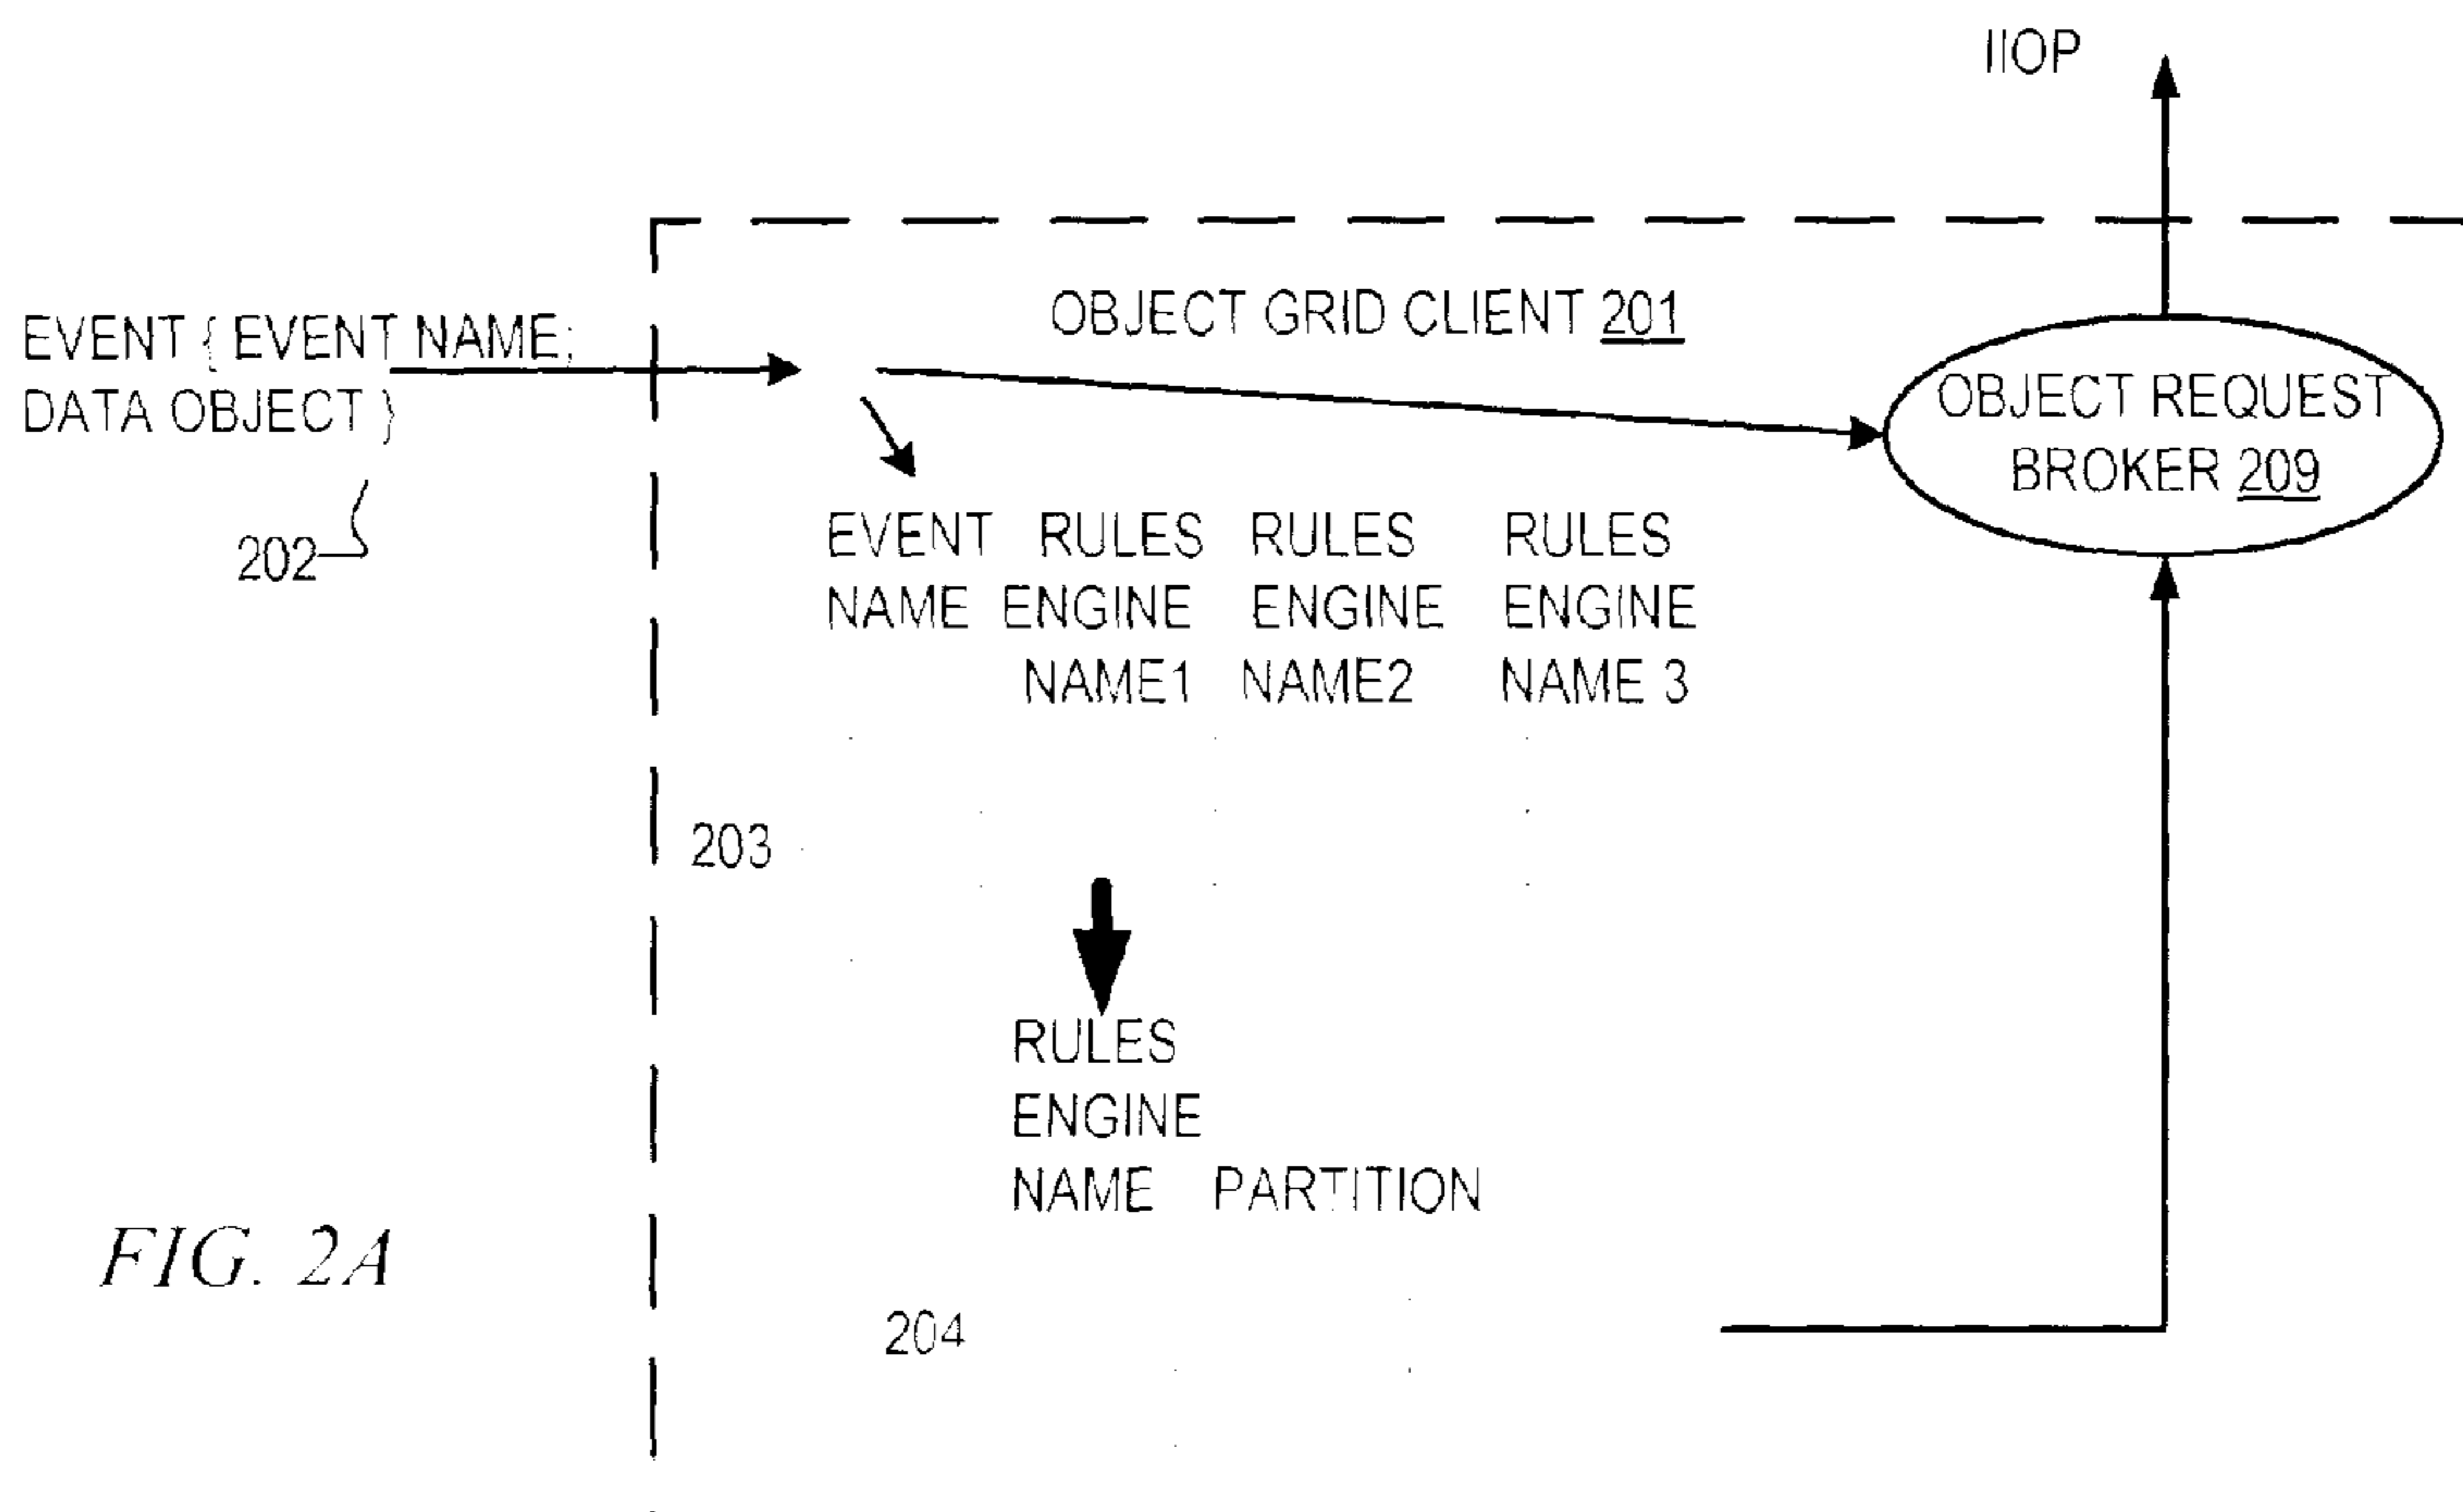 IIOP
OBJECT GRID CLIENT 201
EVENT { EVENT NAME,
DATA OBJECT }
202
OBJECT REQUEST
BROKER 209
EVENT RULES RULES RULES
NAME ENGINE ENGINE ENGINE
NAME1 NAME2 NAME 3
203
RULES
ENGINE
NAME PARTITION
204
FIG. 2A